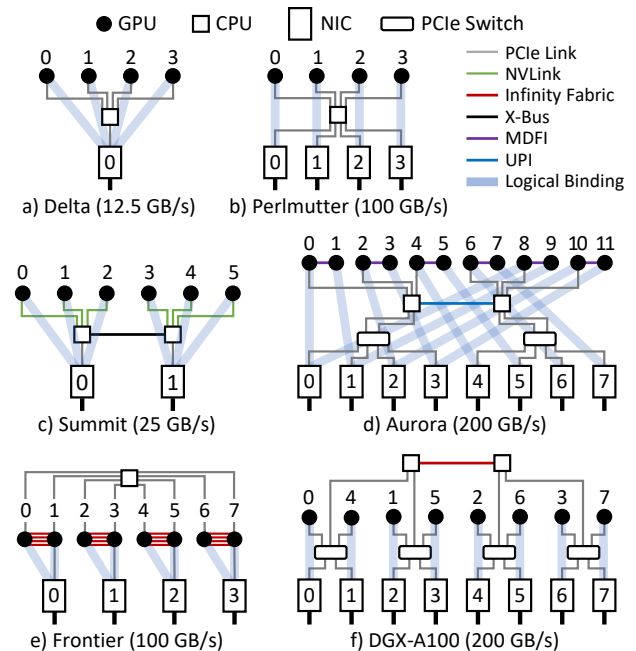 GPU CPU NIC PCIe Switch
PCIe Link
NVLink
Infinity Fabric
X-Bus
MDFI
UPI
Logical Binding
0 1 2 3
0
a) Delta (12.5 GB/s)
0 1 2 3
0 1 2 3
b) Perlmutter (100 GB/s)
0 1 2 3 4 5
0 1
c) Summit (25 GB/s)
0 1 2 3 4 5 6 7 8 9 10 11
0 1 2 3 4 5 6 7
d) Aurora (200 GB/s)
0 1 2 3 4 5 6 7
0 1 2 3
e) Frontier (100 GB/s)
0 4 1 5 2 6 3 7
0 1 2 3 4 5 6 7
f) DGX-A100 (200 GB/s)